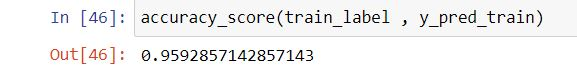 In [46]: accuracy_score(train_label , y_pred_train)
Out[46]: 0.9592857142857143